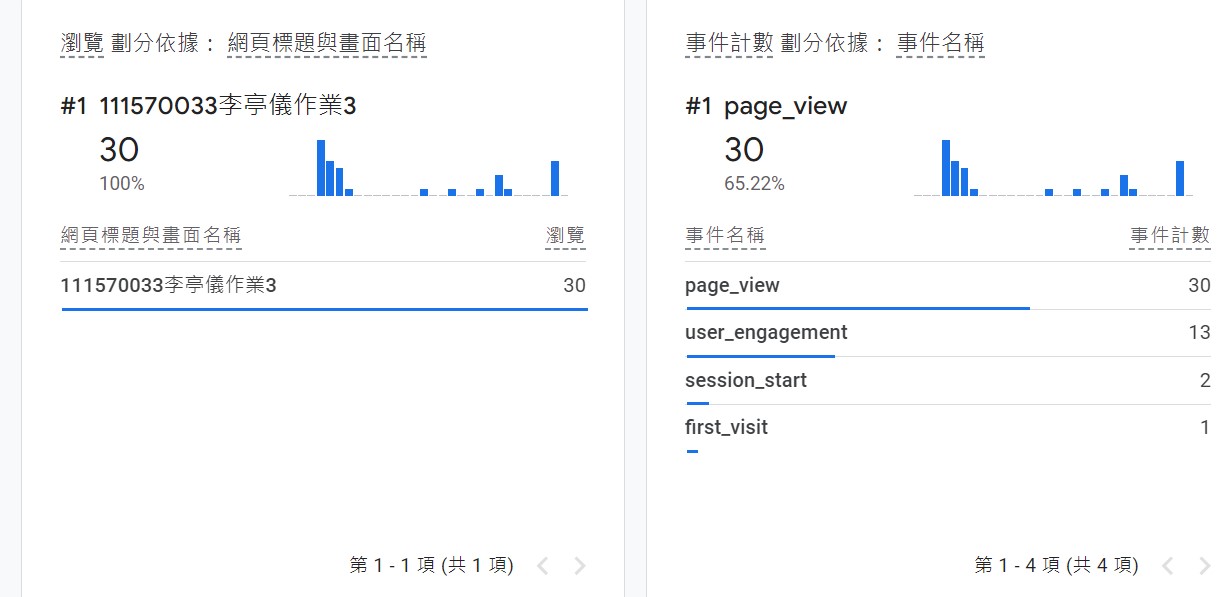 瀏覽 劃分依據： 網頁標題與畫面名稱
#1 111570033李亭儀作業3
30
100%
網頁標題與畫面名稱 瀏覽
111570033李亭儀作業3 30
第 1 - 1 項 (共 1 項)
事件計數 劃分依據： 事件名稱
#1 page_view
30
65.22%
事件名稱 事件計數
page_view 30
user_engagement 13
session_start 2
first_visit 1
第 1 - 4 項 (共 4 項)